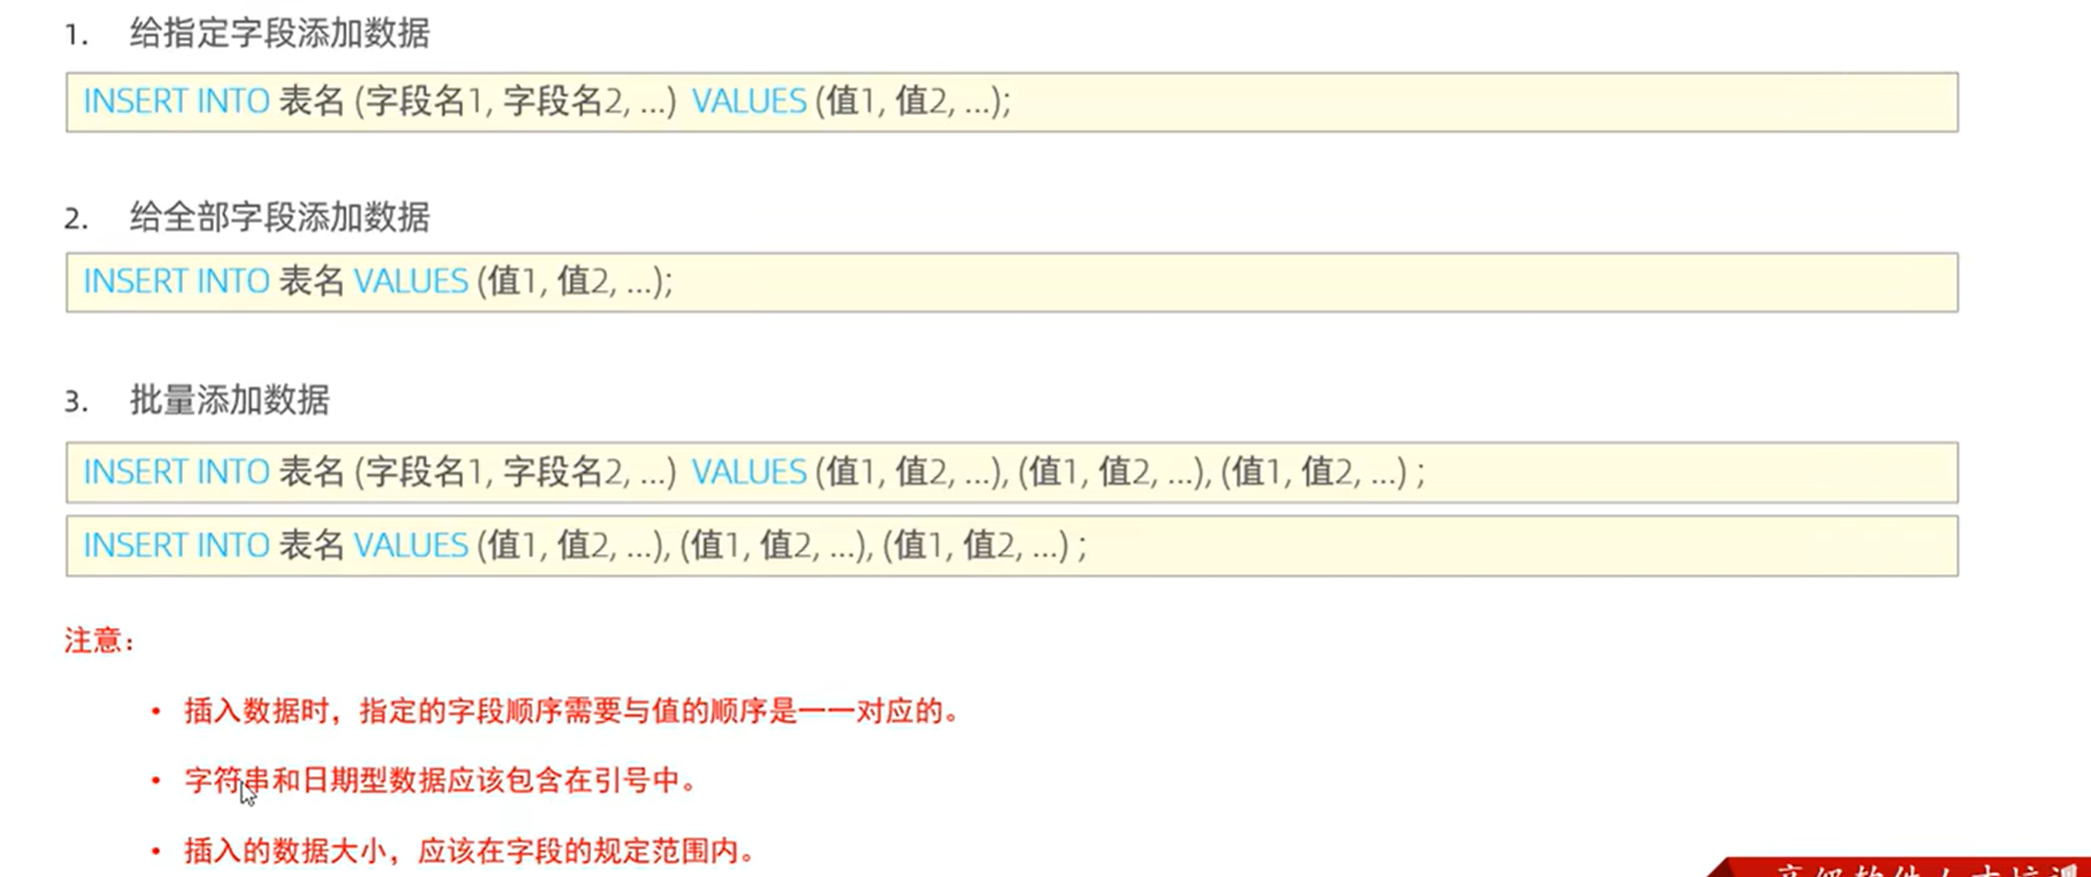 1. 给指定字段添加数据
INSERT INTO 表名 (字段名1, 字段名2, ...) VALUES (值1, 值2, ...);
2. 给全部字段添加数据
INSERT INTO 表名 VALUES (值1, 值2, ...);
3. 批量添加数据
INSERT INTO 表名 (字段名1, 字段名2, ...) VALUES (值1, 值2, ...), (值1, 值2, ...), (值1, 值2, ...) ;
INSERT INTO 表名 VALUES (值1, 值2, ...), (值1, 值2, ...), (值1, 值2, ...) ;
注意：
• 插入数据时，指定的字段顺序需要与值的顺序是一一对应的。
• 字符串和日期型数据应该包含在引号中。
• 插入的数据大小，应该在字段的规定范围内。